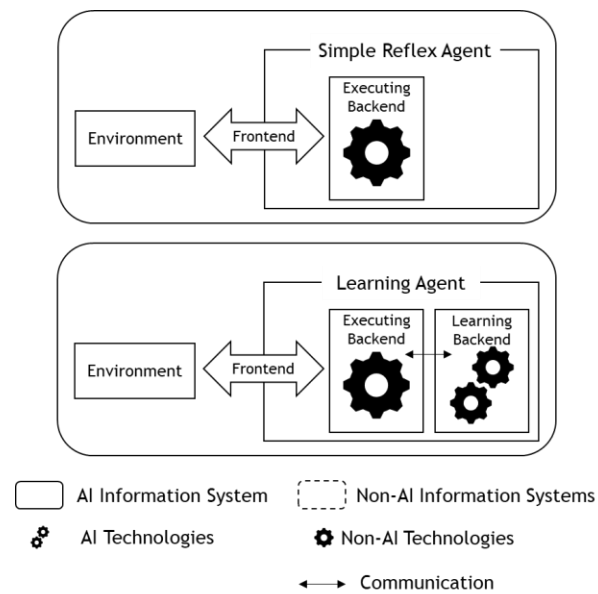 Simple Reflex Agent
Executing
Backend
Environment
Frontend
Learning Agent
Executing
Backend
Learning
Backend
Environment
Frontend
AI Information System
Non-AI Information Systems
AI Technologies
Non-AI Technologies
Communication